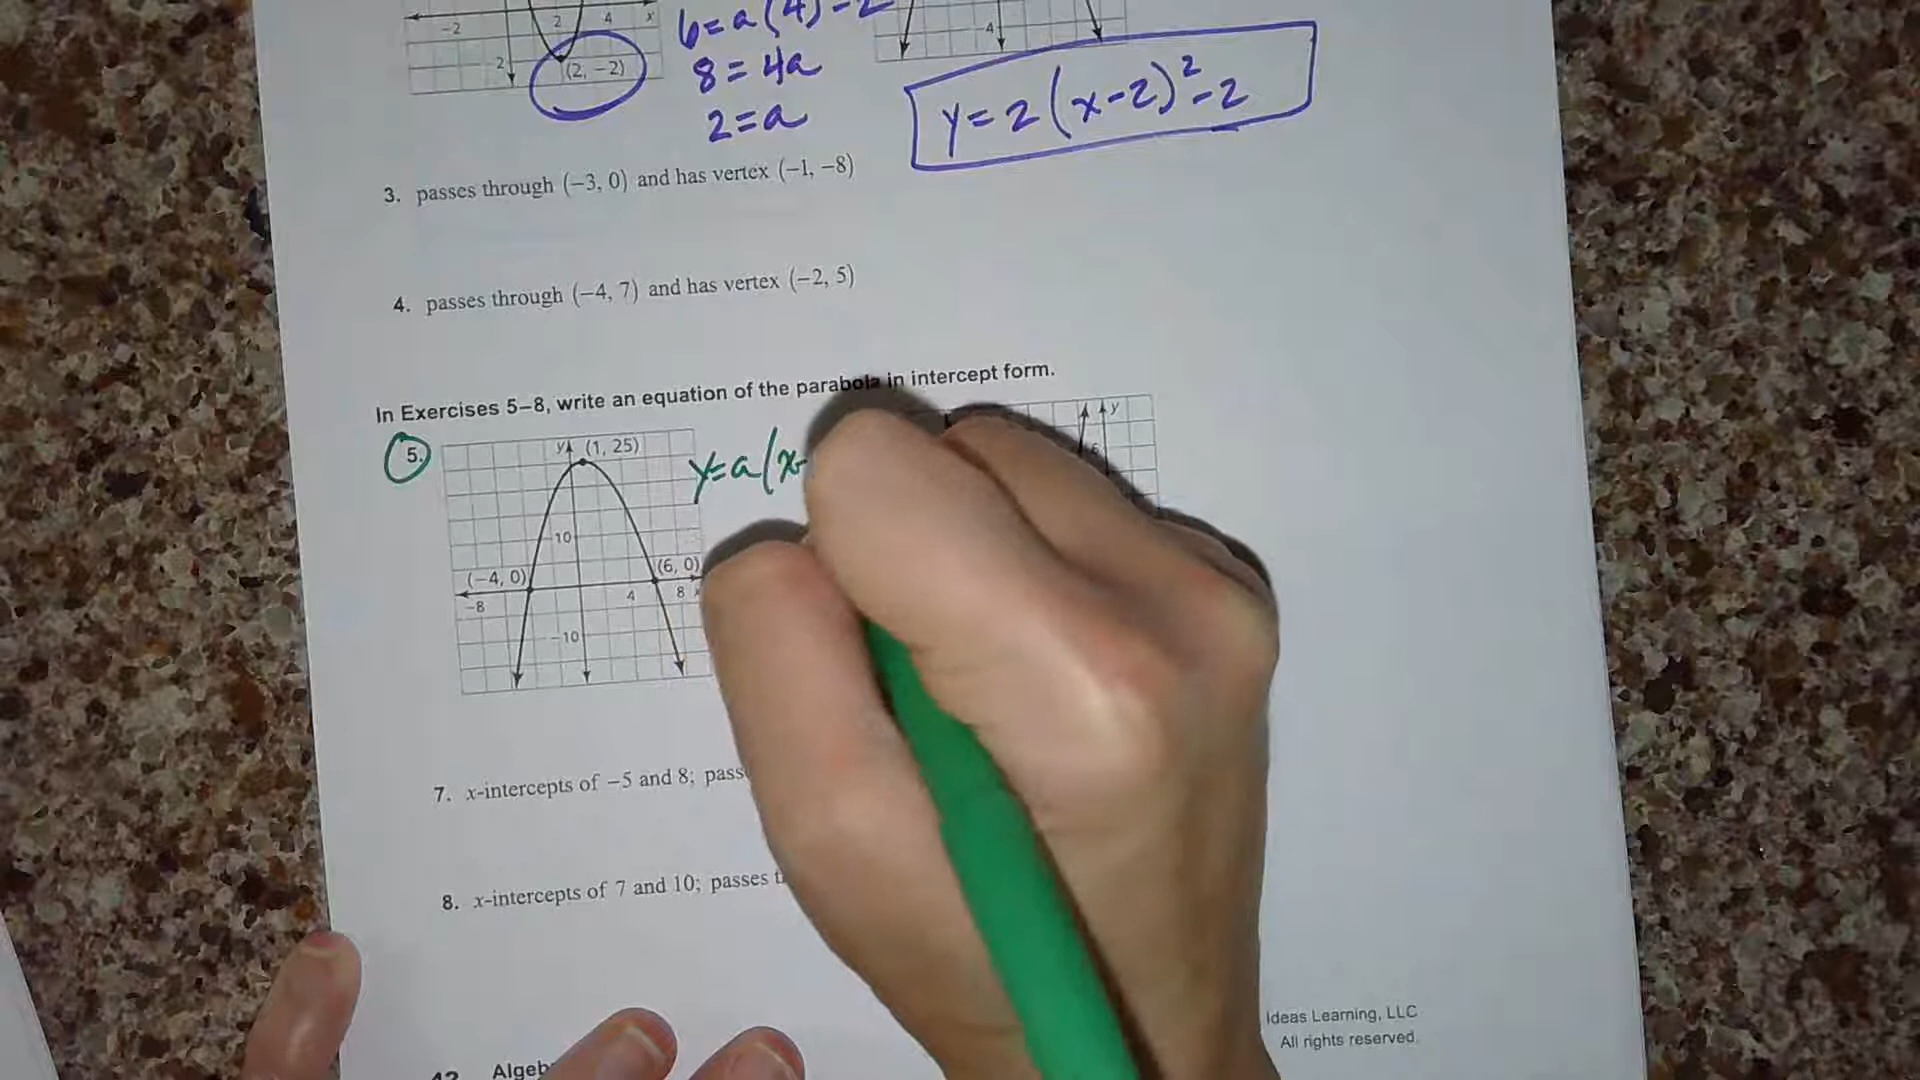 -2 2 4 x
-2
(2, −2)
6=a(4)-2
8=4a
2=a
-4
y=2(x-2)²-2
3. passes through (−3, 0) and has vertex (−1, −8)
4. passes through (−4, 7) and has vertex (−2, 5)
In Exercises 5–8, write an equation of the parabola in intercept form.
5.
y (1, 25)
10
(−4, 0) (6, 0)
-8 4 8 x
-10
y=a(x-
y
6
7. x-intercepts of −5 and 8;
8. x-intercepts of 7 and 10; passes
Ideas Learning, LLC
All rights reserved.